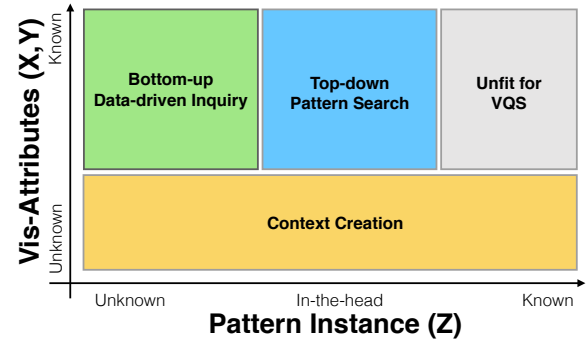 Vis-Attributes (X,Y)
Known
Unknown
Bottom-up
Data-driven Inquiry
Top-down
Pattern Search
Unfit for
VQS
Context Creation
Unknown
In-the-head
Known
Pattern Instance (Z)